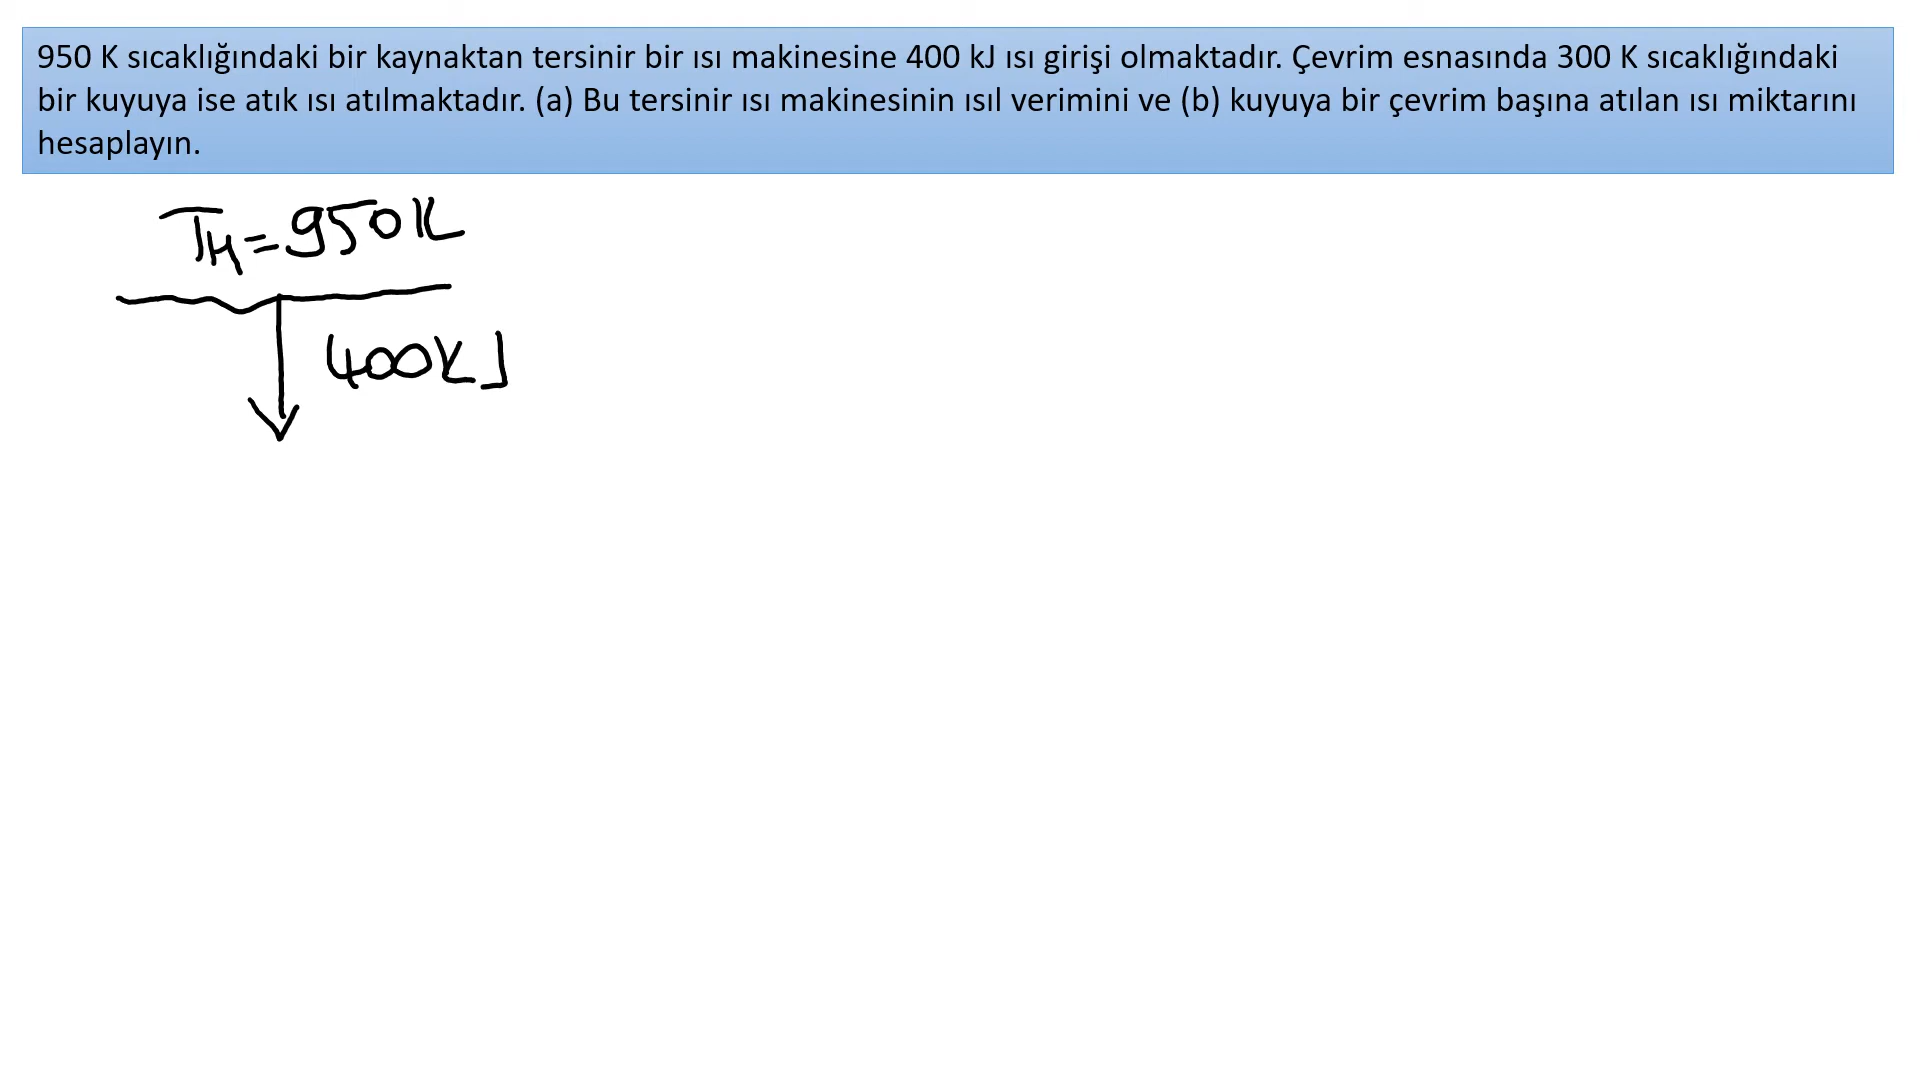 950 K sıcaklığındaki bir kaynaktan tersinir bir ısı makinesine 400 kJ ısı girişi olmaktadır. Çevrim esnasında 300 K sıcaklığındaki
bir kuyuya ise atık ısı atılmaktadır. (a) Bu tersinir ısı makinesinin ısıl verimini ve (b) kuyuya bir çevrim başına atılan ısı miktarını
hesaplayın.
TH=950K
400kJ